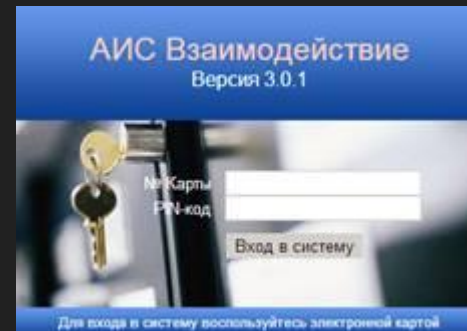 АИС Взаимодействие
Версия 3.0.1
№ Карты
PIN-код
Вход в систему
Для входа в систему воспользуйтесь электронной картой